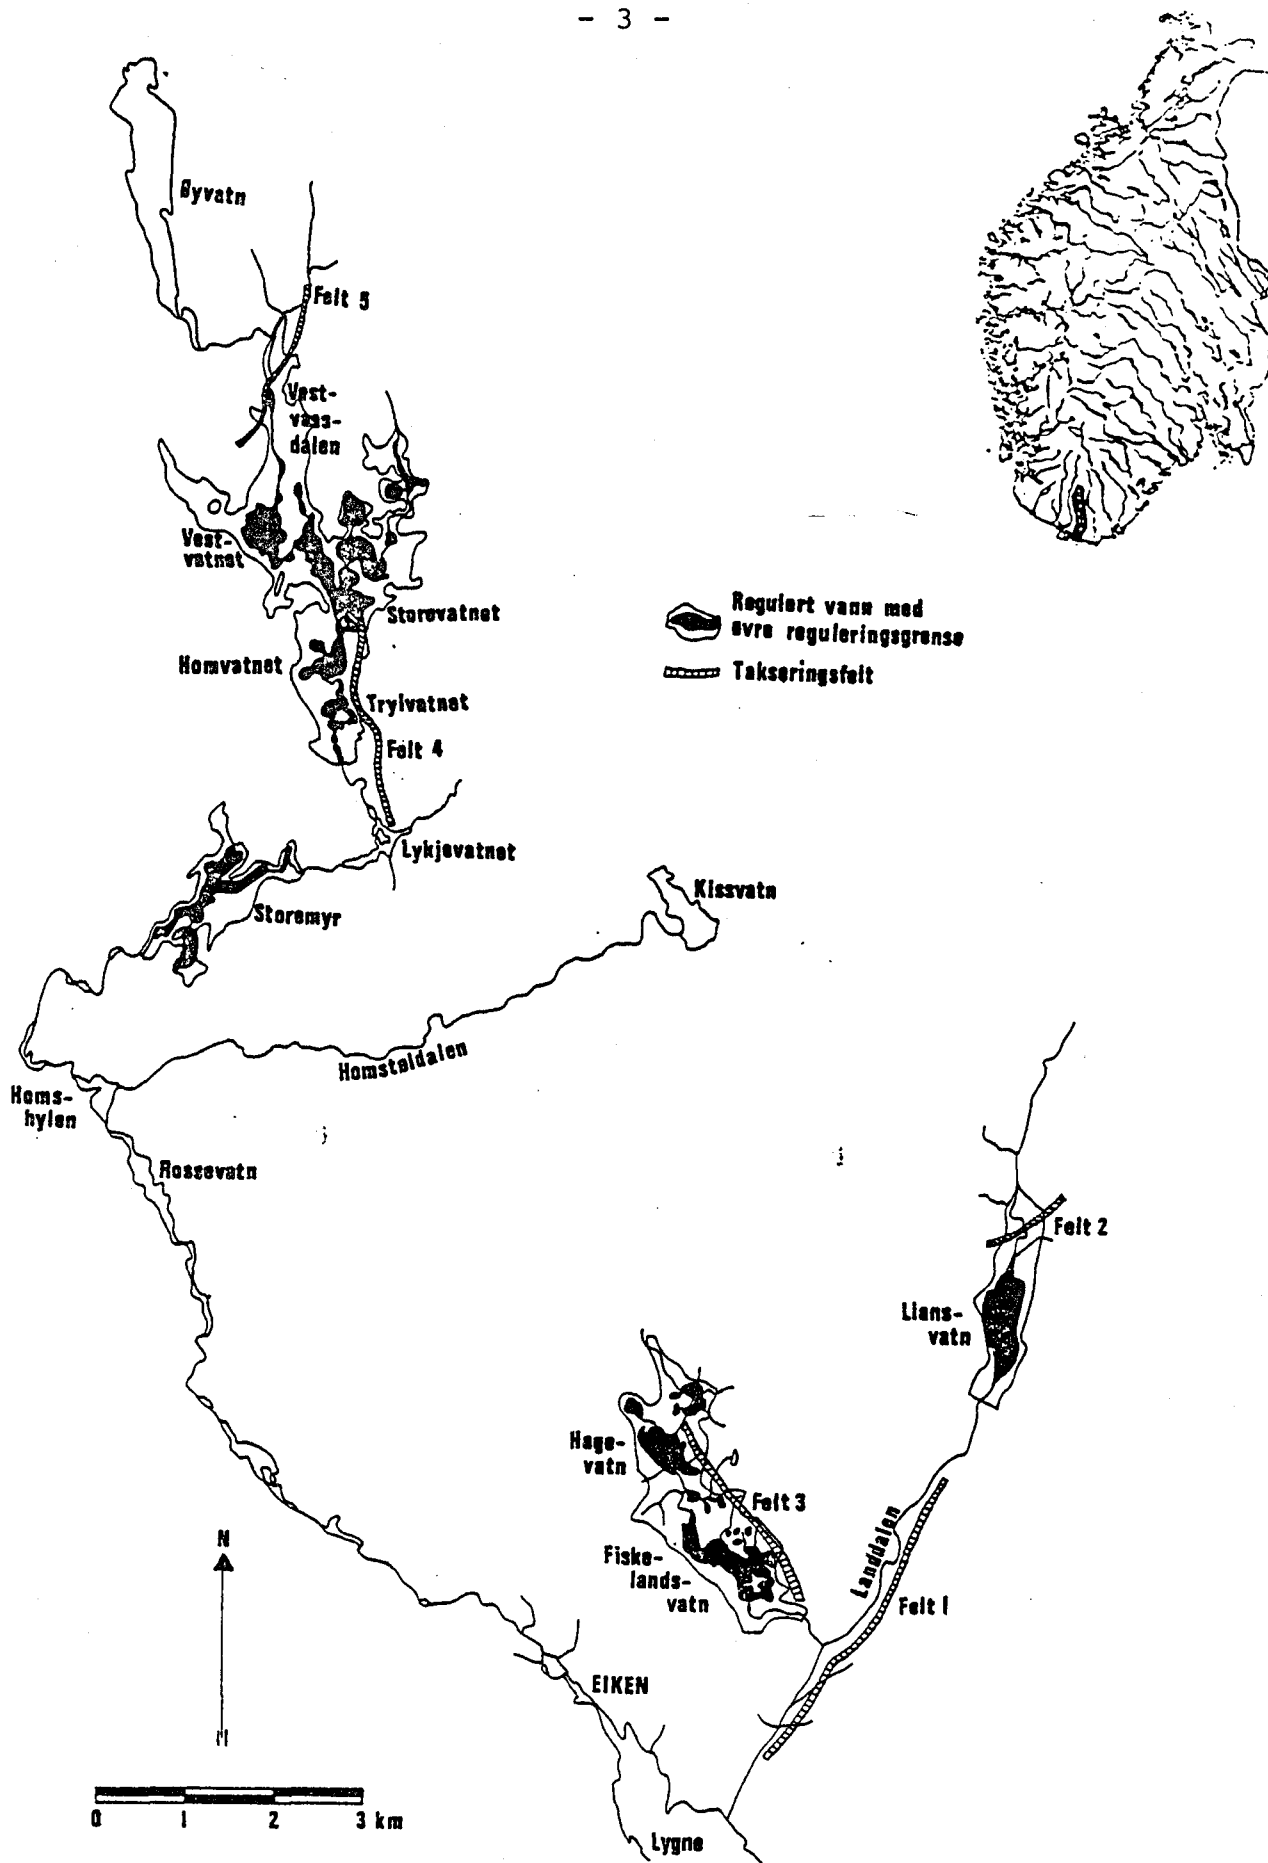 - 3 -
Øyvatn
Felt 5
Vest-
vass-
dalen
Vest-
vatnet
Storevatnet
Homvatnet
Trylvatnet
Felt 4
Regulert vann med
øvre reguleringsgrense
Takseringsfelt
Lykjevatnet
Storemyr
Kissvatn
Homstøldalen
Homs-
hylen
Rossevatn
Felt 2
Lians-
vatn
Hage-
vatn
Felt 3
Fiske-
lands-
vatn
Landdalen
Felt 1
N
EIKEN
0 1 2 3 km
Lygne